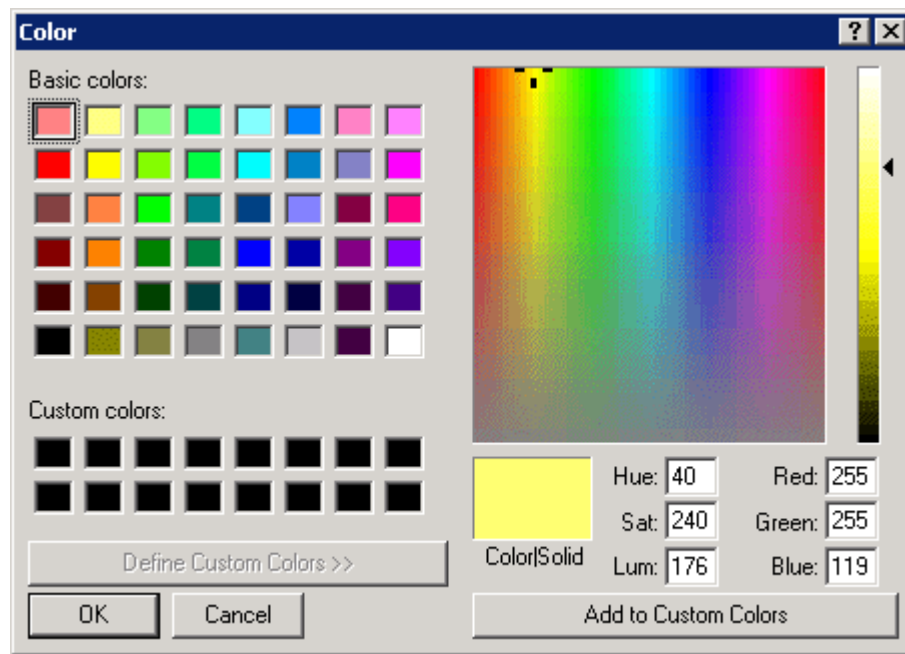 Color
Basic colors:
Custom colors:
Define Custom Colors >>
OK Cancel
Color|Solid
Hue: 40 Red: 255
Sat: 240 Green: 255
Lum: 176 Blue: 119
Add to Custom Colors